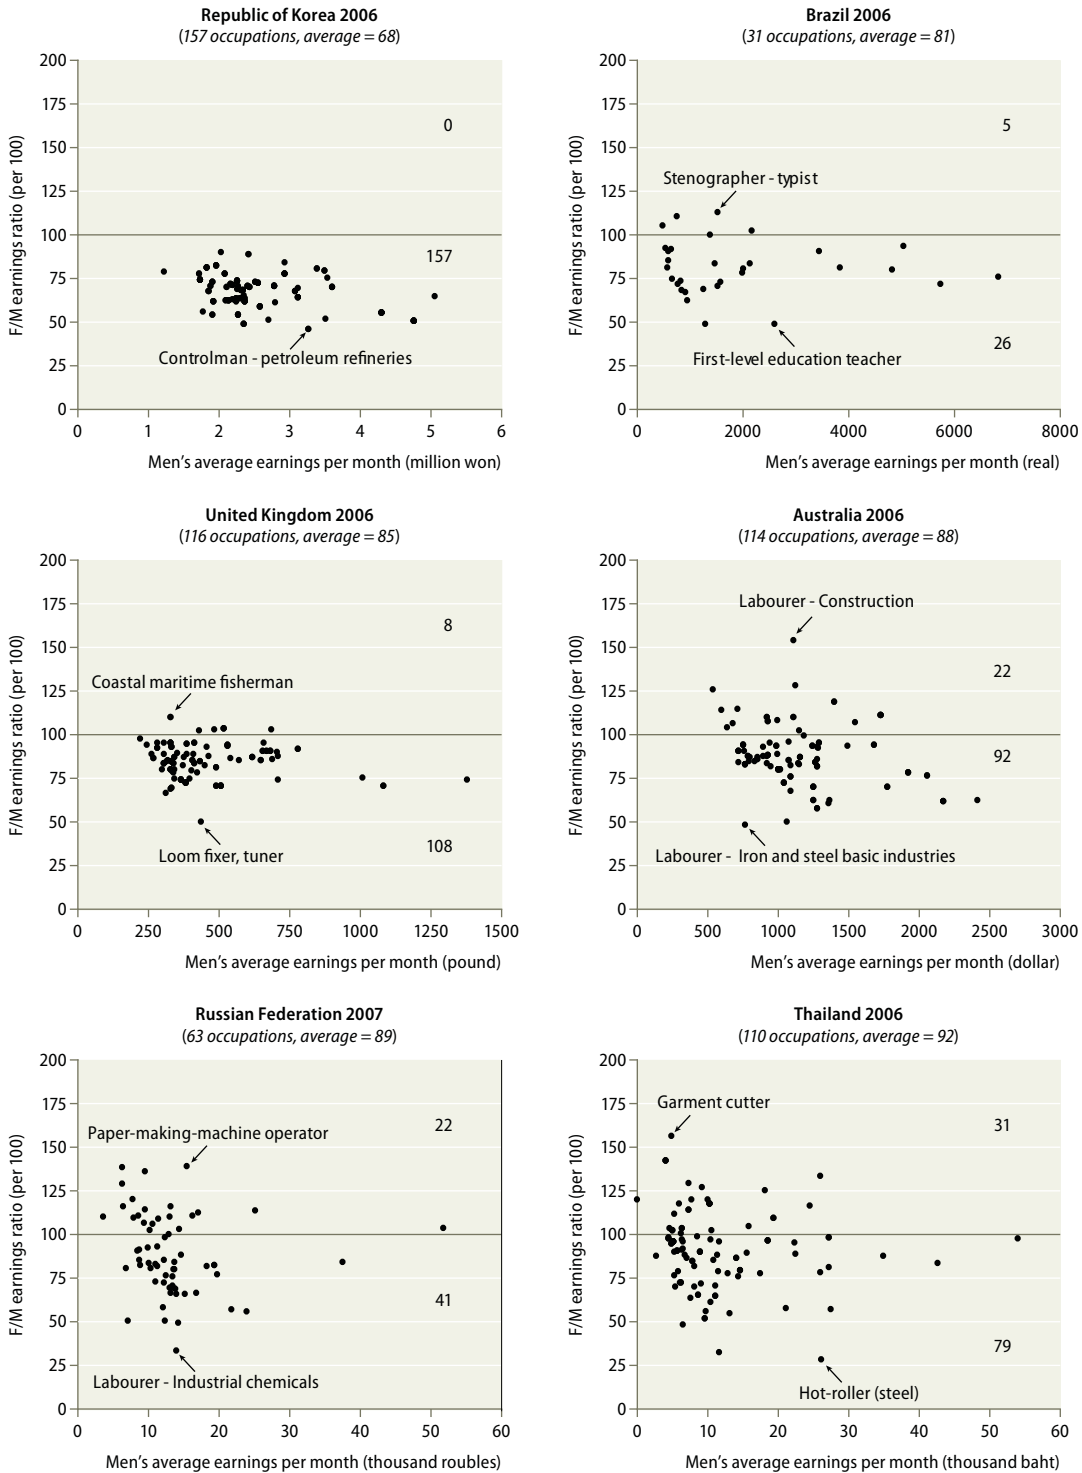 Republic of Korea 2006
(157 occupations, average = 68)
200
175
150
125
100
75
50
25
0
F/M earnings ratio (per 100)
0
157
Controlman - petroleum refineries
0 1 2 3 4 5 6
Men's average earnings per month (million won)
Brazil 2006
(31 occupations, average = 81)
200
175
150
125
100
75
50
25
0
F/M earnings ratio (per 100)
5
Stenographer - typist
26
First-level education teacher
0 2000 4000 6000 8000
Men's average earnings per month (real)
United Kingdom 2006
(116 occupations, average = 85)
200
175
150
125
100
75
50
25
0
F/M earnings ratio (per 100)
8
Coastal maritime fisherman
108
Loom fixer, tuner
0 250 500 750 1000 1250 1500
Men's average earnings per month (pound)
Australia 2006
(114 occupations, average = 88)
200
175
150
125
100
75
50
25
0
F/M earnings ratio (per 100)
Labourer - Construction
22
92
Labourer - Iron and steel basic industries
0 500 1000 1500 2000 2500 3000
Men's average earnings per month (dollar)
Russian Federation 2007
(63 occupations, average = 89)
200
175
150
125
100
75
50
25
0
F/M earnings ratio (per 100)
22
Paper-making-machine operator
41
Labourer - Industrial chemicals
0 10 20 30 40 50 60
Men's average earnings per month (thousand roubles)
Thailand 2006
(110 occupations, average = 92)
200
175
150
125
100
75
50
25
0
F/M earnings ratio (per 100)
Garment cutter
31
79
Hot-roller (steel)
0 10 20 30 40 50 60
Men's average earnings per month (thousand baht)